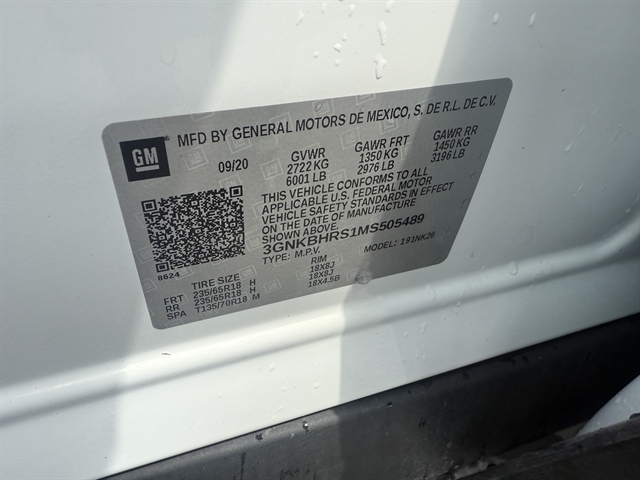 MFD BY GENERAL MOTORS DE MEXICO, S. DE R.L. DE C.V.
GM
09/20
GVWR GAWR FRT GAWR RR
2722 KG 1350 KG 1450 KG
6001 LB 2976 LB 3196 LB
THIS VEHICLE CONFORMS TO ALL
APPLICABLE U.S. FEDERAL MOTOR
VEHICLE SAFETY STANDARDS IN EFFECT
ON THE DATE OF MANUFACTURE
3GNKBHRS1MS505489
TYPE: M.P.V. MODEL: 191NK26
8624
TIRE SIZE RIM
FRT 235/65R18 H 18X8J
RR 235/65R18 H 18X8J
SPA T135/70R18 M 18X4.5B